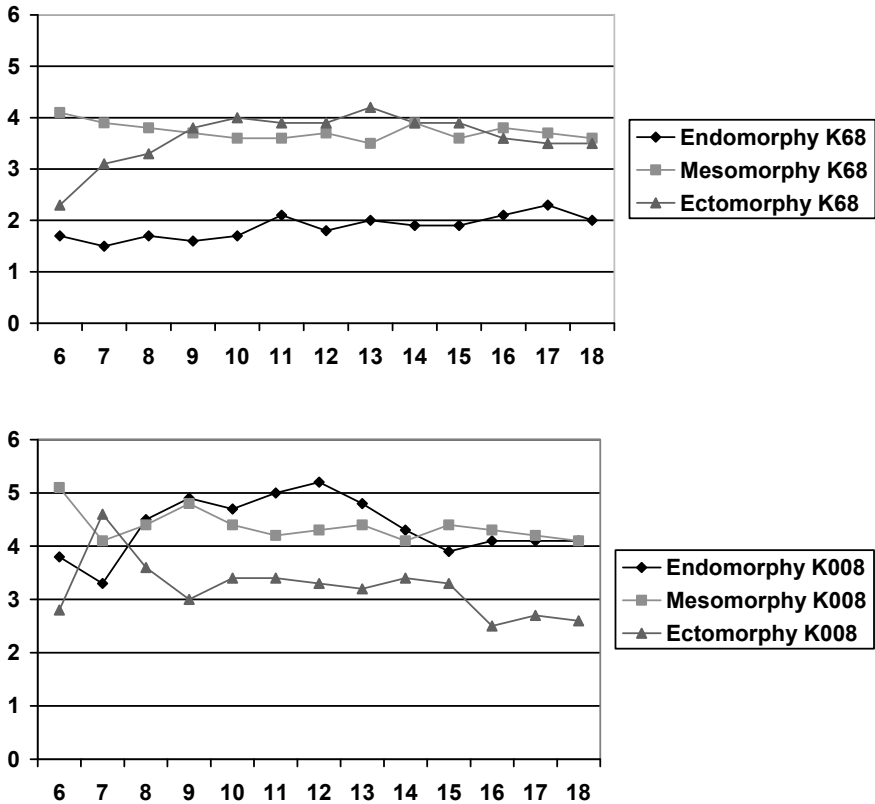 6
5
4
3
2
1
0
6 7 8 9 10 11 12 13 14 15 16 17 18
Endomorphy K68
Mesomorphy K68
Ectomorphy K68
6
5
4
3
2
1
0
6 7 8 9 10 11 12 13 14 15 16 17 18
Endomorphy K008
Mesomorphy K008
Ectomorphy K008